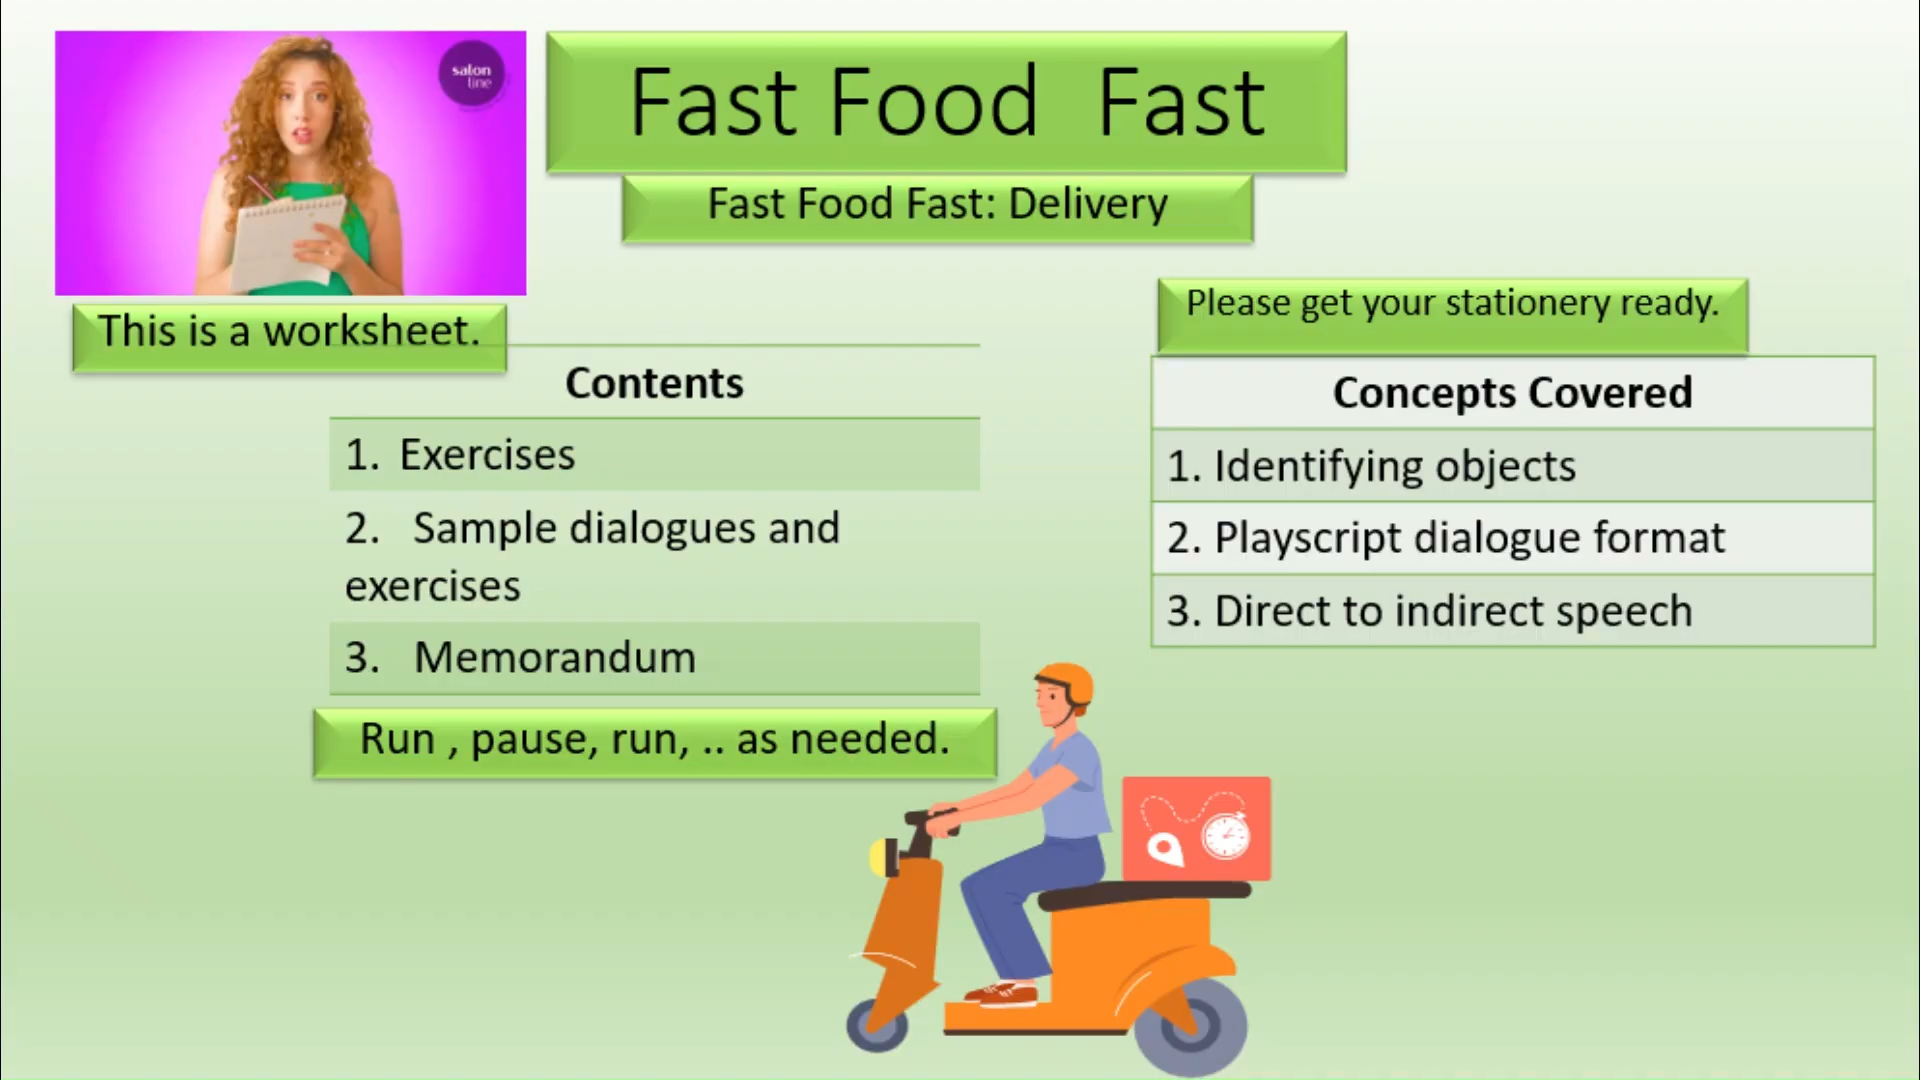 salon
line
Fast Food  Fast
Fast Food Fast: Delivery
This is a worksheet.
Please get your stationery ready.
Contents
1. Exercises
2. Sample dialogues and
exercises
3. Memorandum
Concepts Covered
1. Identifying objects
2. Playscript dialogue format
3. Direct to indirect speech
Run , pause, run, .. as needed.